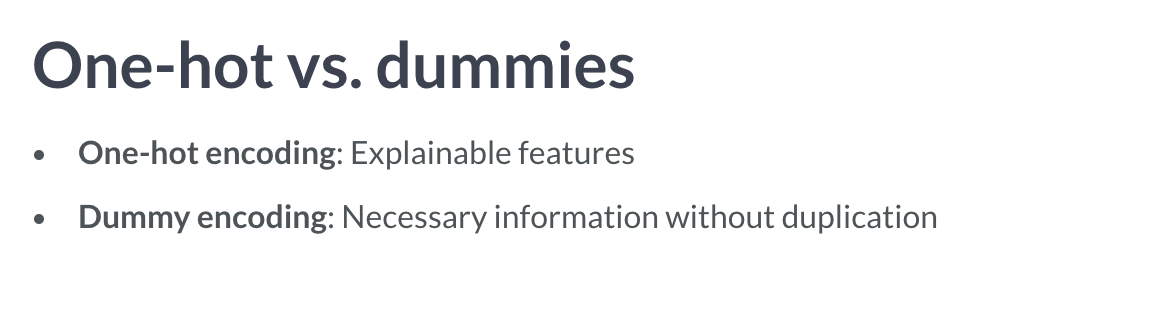 One-hot vs. dummies
• One-hot encoding: Explainable features
• Dummy encoding: Necessary information without duplication